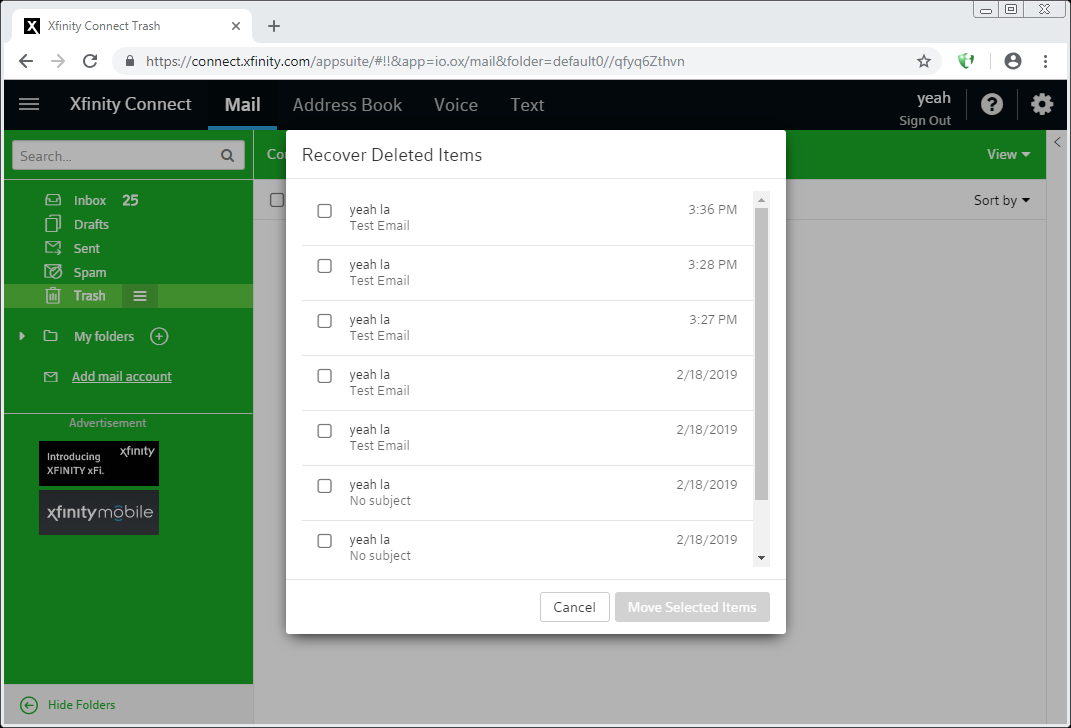 Xfinity Connect Trash
https://connect.xfinity.com/appsuite/#!!&app=io.ox/mail&folder=default0//qfyq6Zthvn
Xfinity Connect
Mail
Address Book
Voice
Text
yeah
Sign Out
Search...
Co
View
Sort by
Inbox 25
Drafts
Sent
Spam
Trash
My folders
Add mail account
Advertisement
Introducing xfinity
XFINITY xFi.
xfinity mobile
Hide Folders
Recover Deleted Items
yeah la 3:36 PM
Test Email
yeah la 3:28 PM
Test Email
yeah la 3:27 PM
Test Email
yeah la 2/18/2019
Test Email
yeah la 2/18/2019
Test Email
yeah la 2/18/2019
No subject
yeah la 2/18/2019
No subject
Cancel
Move Selected Items